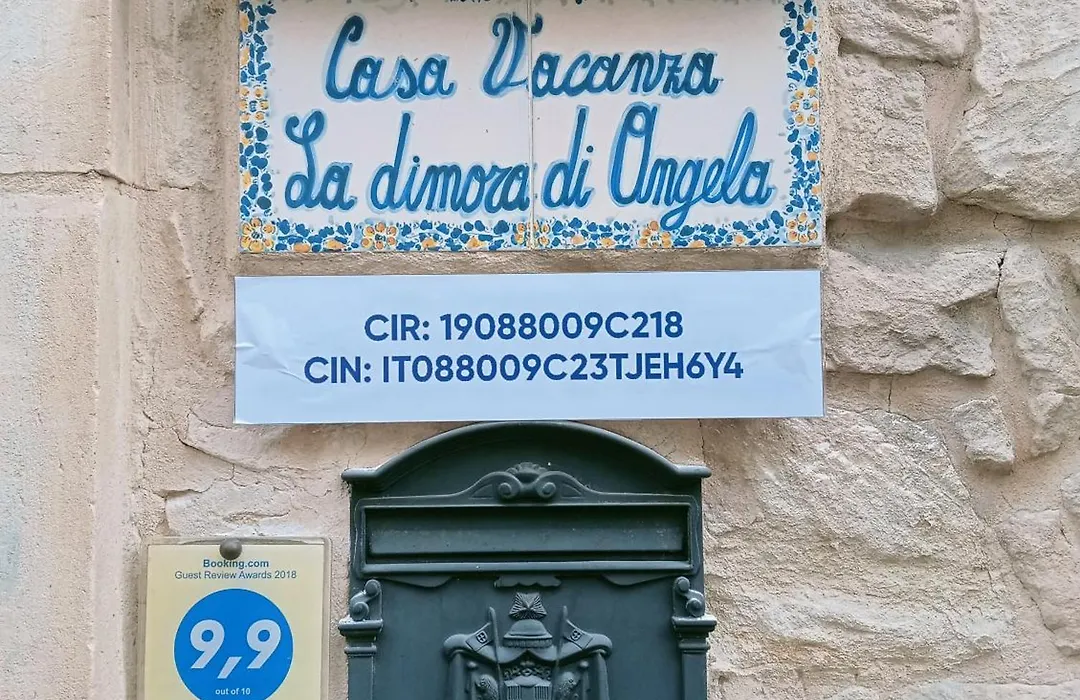 Casa Vacanza
La dimora di Angela
CIR: 19088009C218
CIN: IT088009C23TJEH6Y4
Booking.com
Guest Review Awards 2018
9,9
out of 10